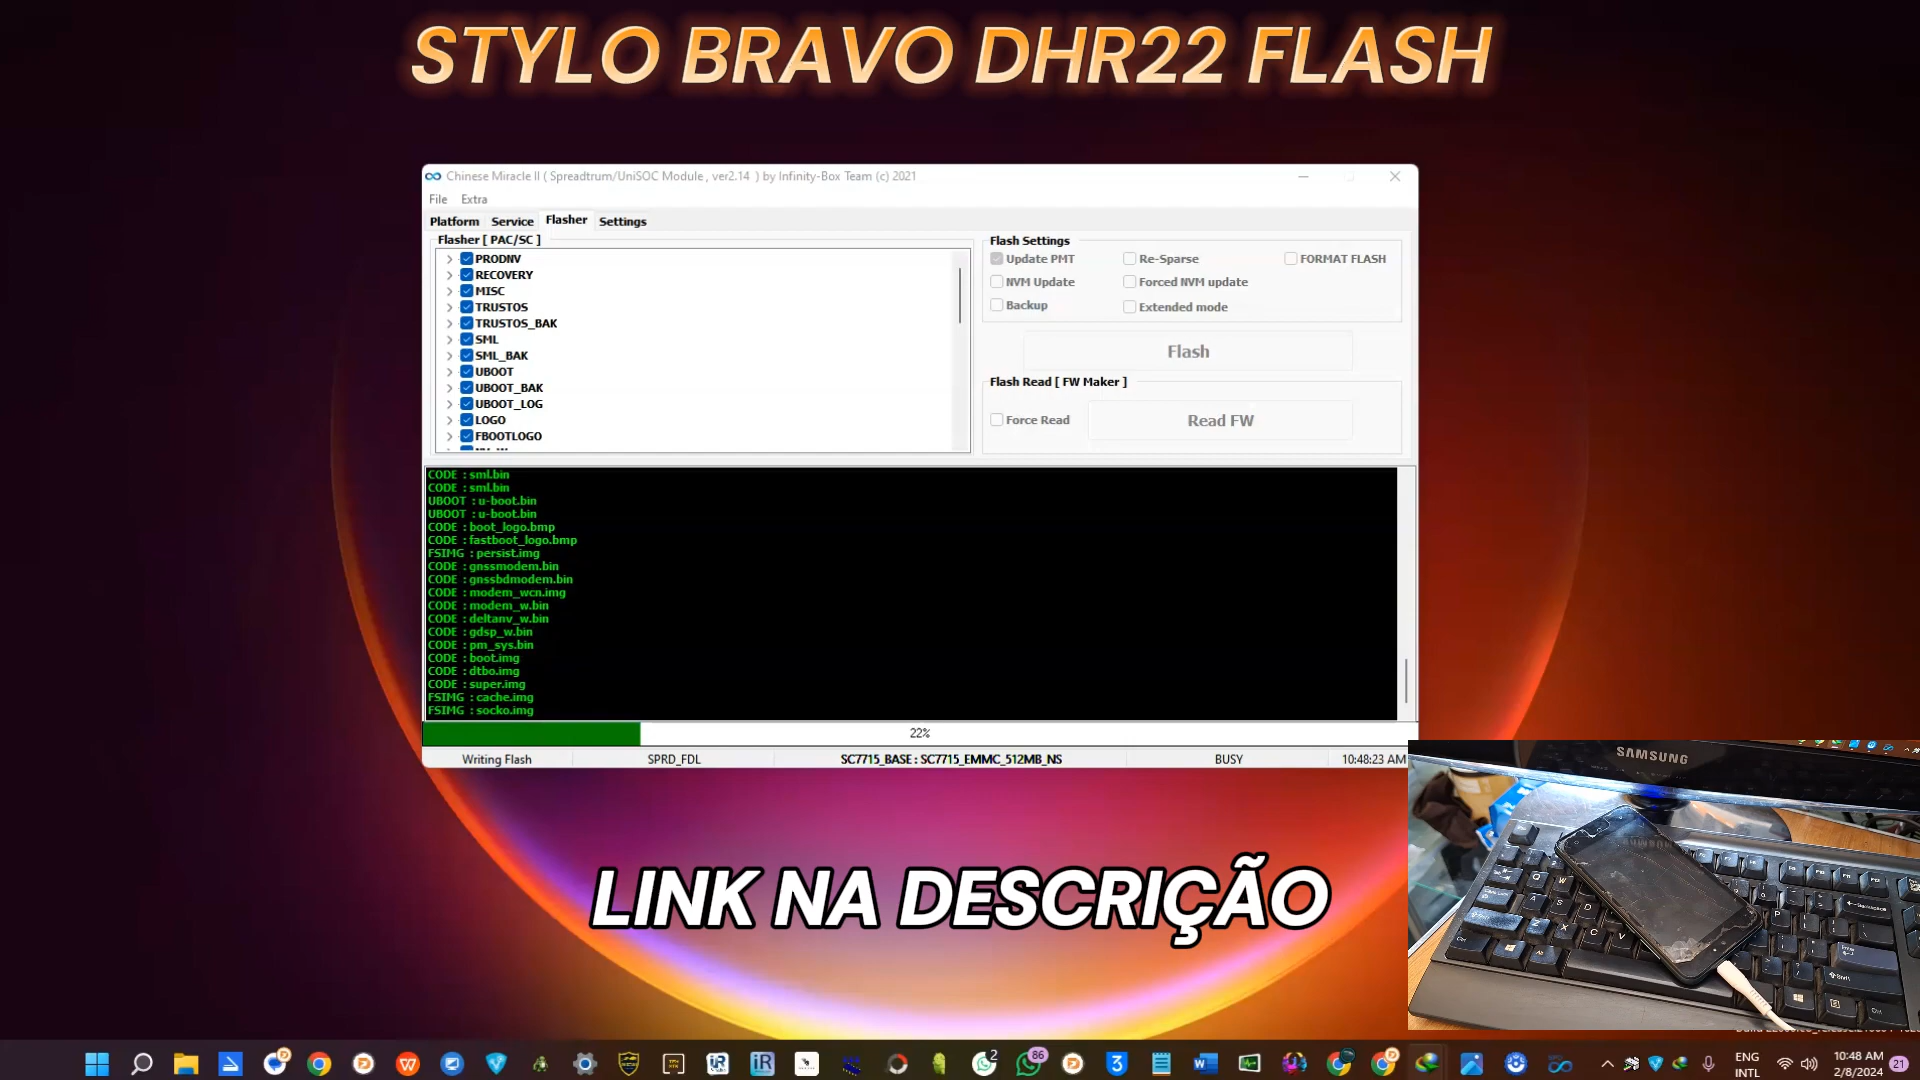 STYLO BRAVO DHR22 FLASH
Chinese Miracle II ( Spreadtrum/UniSOC Module , ver2.14 ) by Infinity-Box Team (c) 2021
File Extra
Platform Service Flasher Settings
Flasher [ PAC/SC ]
PRODNV
RECOVERY
MISC
TRUSTOS
TRUSTOS_BAK
SML
SML_BAK
UBOOT
UBOOT_BAK
UBOOT_LOG
LOGO
FBOOTLOGO
Flash Settings
Update PMT Re-Sparse FORMAT FLASH
NVM Update Forced NVM update
Backup Extended mode
Flash
Flash Read [ FW Maker ]
Force Read Read FW
CODE : sml.bin
CODE : sml.bin
UBOOT : u-boot.bin
UBOOT : u-boot.bin
CODE : boot_logo.bmp
CODE : fastboot_logo.bmp
FSIMG : persist.img
CODE : gnssmodem.bin
CODE : gnssbdmodem.bin
CODE : modem_wcn.img
CODE : modem_w.bin
CODE : deltanv_w.bin
CODE : gdsp_w.bin
CODE : pm_sys.bin
CODE : boot.img
CODE : dtbo.img
CODE : super.img
FSIMG : cache.img
FSIMG : socko.img
22%
Writing Flash SPRD_FDL SC7715_BASE : SC7715_EMMC_512MB_NS BUSY 10:48:23 AM
SAMSUNG
LINK NA DESCRIÇÃO
2 86
ENG
INTL
10:48 AM
2/8/2024
21